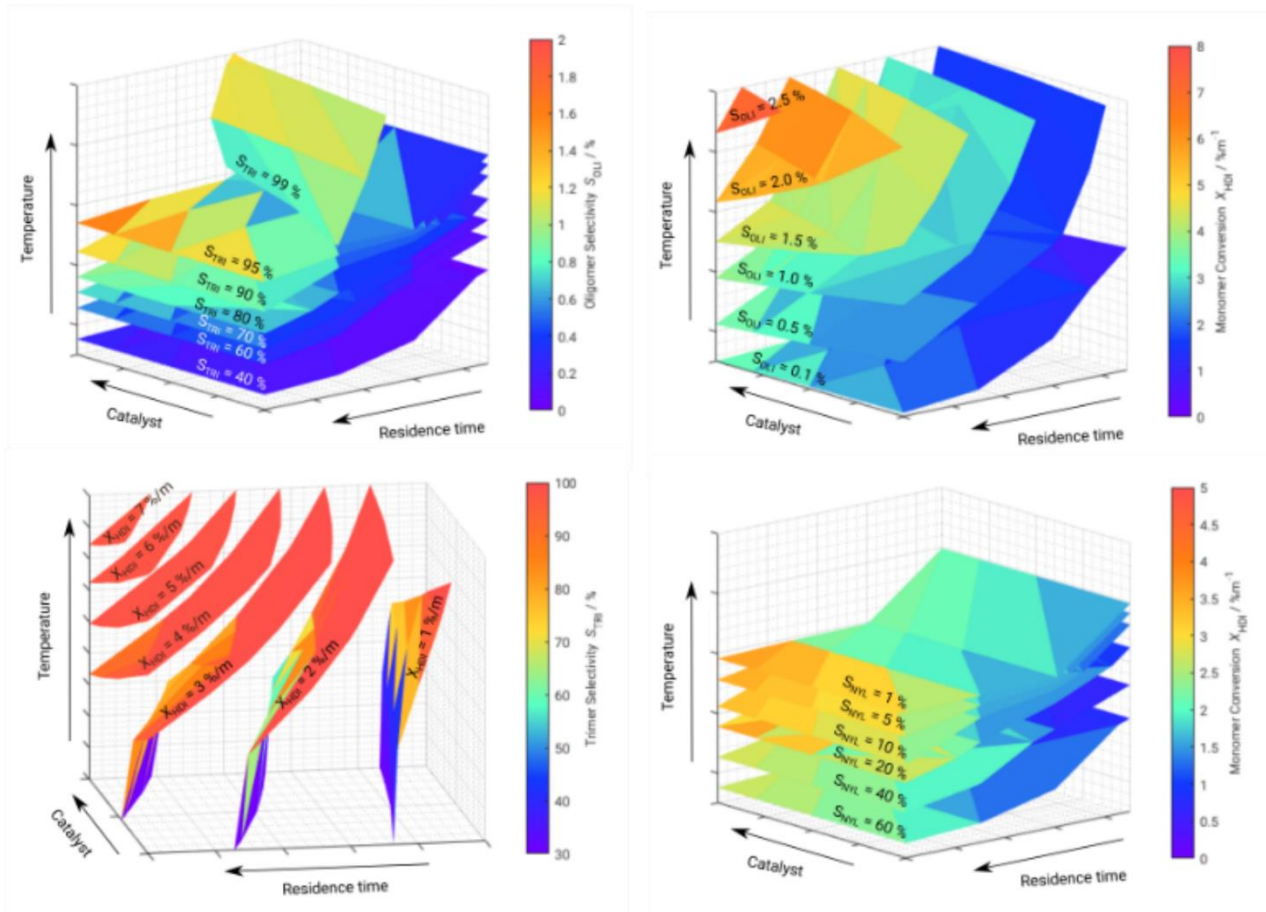 Temperature
Catalyst
Residence time
S_TRI = 99 %
S_TRI = 95 %
S_TRI = 90 %
S_TRI = 80 %
S_TRI = 70 %
S_TRI = 60 %
S_TRI = 40 %
2
1.8
1.6
1.4
1.2
1
0.8
0.6
0.4
0.2
0
Oligomer Selectivity S_OLI / %
Temperature
Catalyst
Residence time
S_OLI = 2.5 %
S_OLI = 2.0 %
S_OLI = 1.5 %
S_OLI = 1.0 %
S_OLI = 0.5 %
S_OLI = 0.1 %
8
7
6
5
4
3
2
1
0
Monomer Conversion X_HDI / %m⁻¹
Temperature
Catalyst
Residence time
X_HDI = 7 %/m
X_HDI = 6 %/m
X_HDI = 5 %/m
X_HDI = 4 %/m
X_HDI = 3 %/m
X_HDI = 2 %/m
X_HDI = 1 %/m
100
90
80
70
60
50
40
30
Trimer Selectivity S_TRI / %
Temperature
Catalyst
Residence time
S_NYL = 1 %
S_NYL = 5 %
S_NYL = 10 %
S_NYL = 20 %
S_NYL = 40 %
S_NYL = 60 %
5
4.5
4
3.5
3
2.5
2
1.5
1
0.5
0
Monomer Conversion X_HDI / %m⁻¹